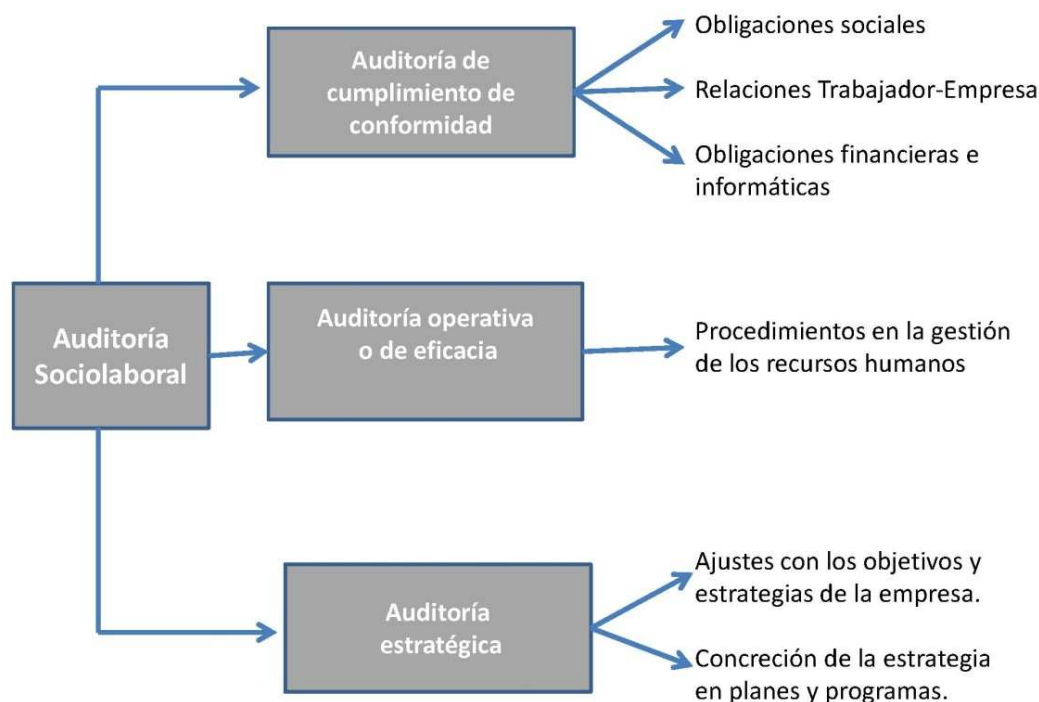 Auditoría
Sociolaboral
Auditoría de
cumplimiento de
conformidad
Obligaciones sociales
Relaciones Trabajador-Empresa
Obligaciones financieras e
informáticas
Auditoría operativa
o de eficacia
Procedimientos en la gestión
de los recursos humanos
Auditoría
estratégica
Ajustes con los objetivos y
estrategias de la empresa.
Concreción de la estrategia
en planes y programas.